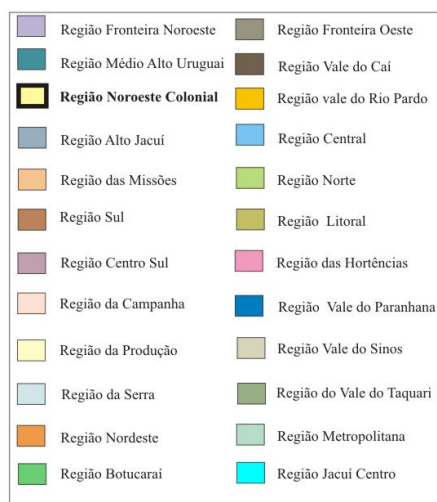 Região Fronteira Noroeste
Região Médio Alto Uruguai
Região Noroeste Colonial
Região Alto Jacuí
Região das Missões
Região Sul
Região Centro Sul
Região da Campanha
Região da Produção
Região da Serra
Região Nordeste
Região Botucaraí
Região Fronteira Oeste
Região Vale do Caí
Região vale do Rio Pardo
Região Central
Região Norte
Região Litoral
Região das Hortências
Região Vale do Paranhana
Região Vale do Sinos
Região do Vale do Taquari
Região Metropolitana
Região Jacuí Centro